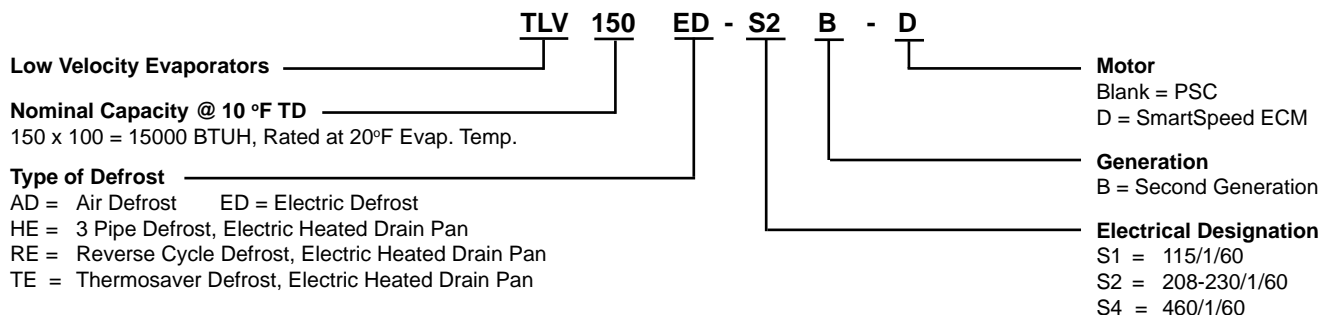 TLV 150 ED - S2 B - D
Low Velocity Evaporators
Nominal Capacity @ 10 °F TD
150 x 100 = 15000 BTUH, Rated at 20°F Evap. Temp.
Type of Defrost
AD = Air Defrost ED = Electric Defrost
HE = 3 Pipe Defrost, Electric Heated Drain Pan
RE = Reverse Cycle Defrost, Electric Heated Drain Pan
TE = Thermosaver Defrost, Electric Heated Drain Pan
Motor
Blank = PSC
D = SmartSpeed ECM
Generation
B = Second Generation
Electrical Designation
S1 = 115/1/60
S2 = 208-230/1/60
S4 = 460/1/60